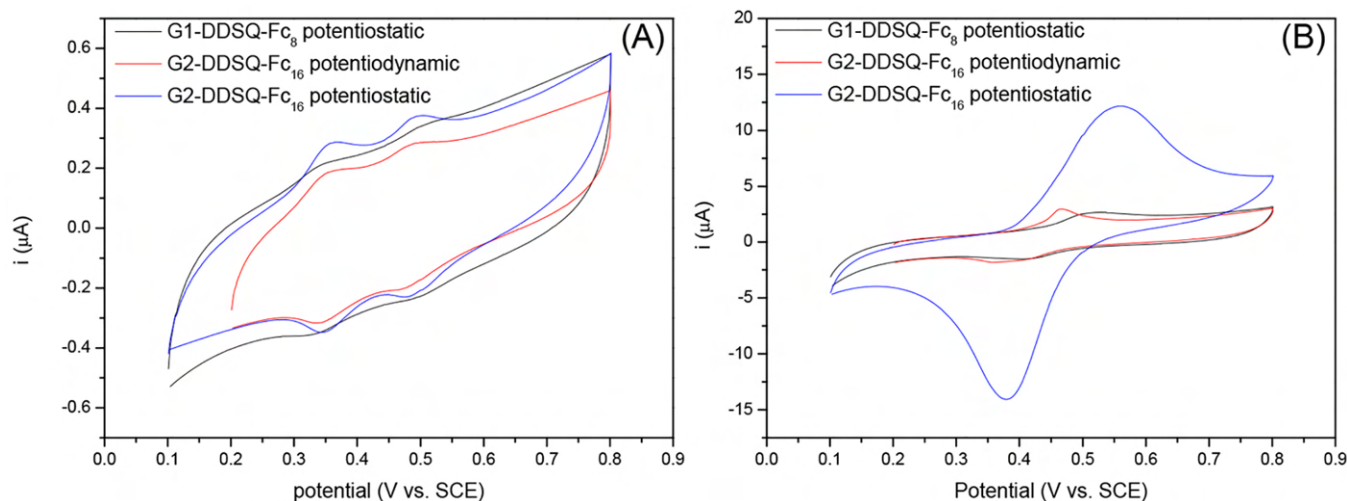 (A)
G1-DDSQ-Fc₈ potentiostatic
G2-DDSQ-Fc₁₆ potentiodynamic
G2-DDSQ-Fc₁₆ potentiostatic
i (µA)
0.6
0.4
0.2
0.0
-0.2
-0.4
-0.6
0.0 0.1 0.2 0.3 0.4 0.5 0.6 0.7 0.8 0.9
potential (V vs. SCE)
(B)
G1-DDSQ-Fc₈ potentiostatic
G2-DDSQ-Fc₁₆ potentiodynamic
G2-DDSQ-Fc₁₆ potentiostatic
i (µA)
20
15
10
5
0
-5
-10
-15
0.0 0.1 0.2 0.3 0.4 0.5 0.6 0.7 0.8 0.9
Potential (V vs. SCE)